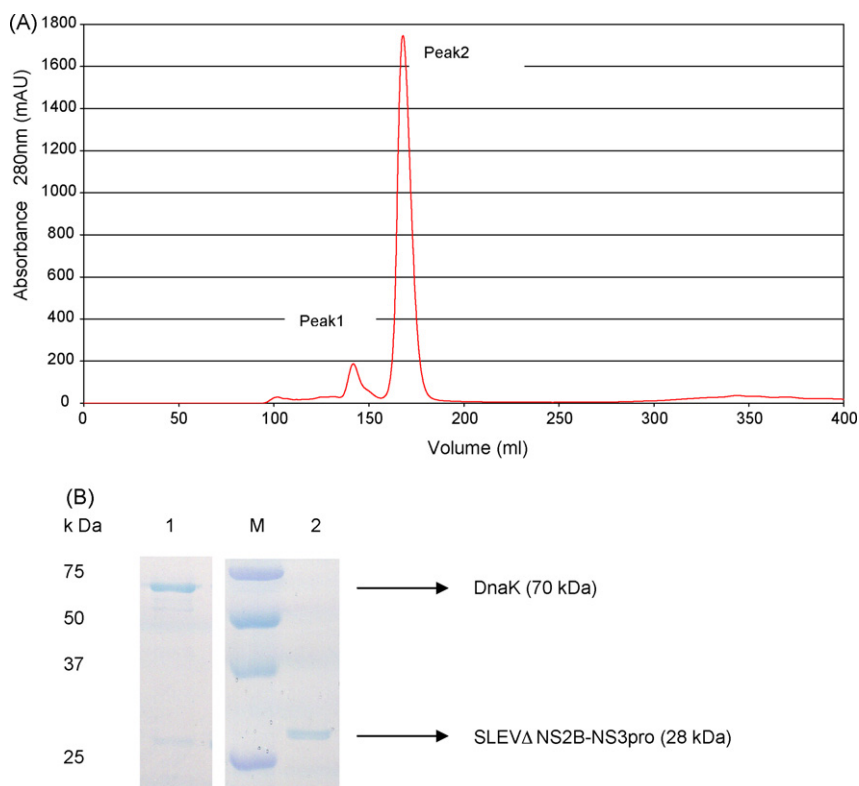 (A)
1800
1600
1400
1200
1000
800
600
400
200
0
Absorbance 280nm (mAU)
Peak2
Peak1
0 50 100 150 200 250 300 350 400
Volume (ml)
(B)
k Da 1 M 2
75
DnaK (70 kDa)
50
37
SLEVΔ NS2B-NS3pro (28 kDa)
25